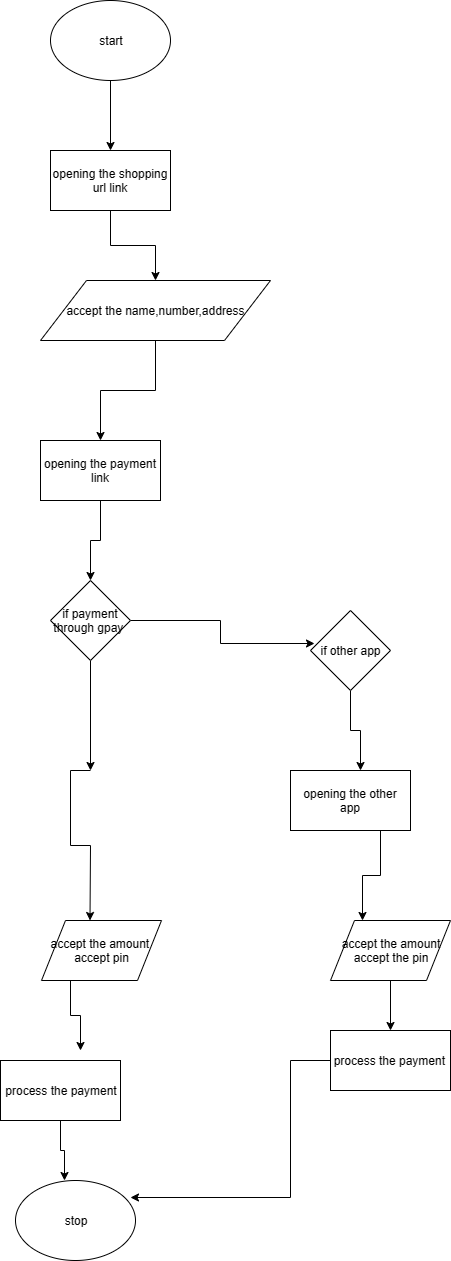 start
opening the shopping
url link
accept the name,number,address
opening the payment
link
if payment
through gpay
if other app
opening the other
app
accept the amount
accept pin
accept the amount
accept the pin
process the payment
process the payment
stop